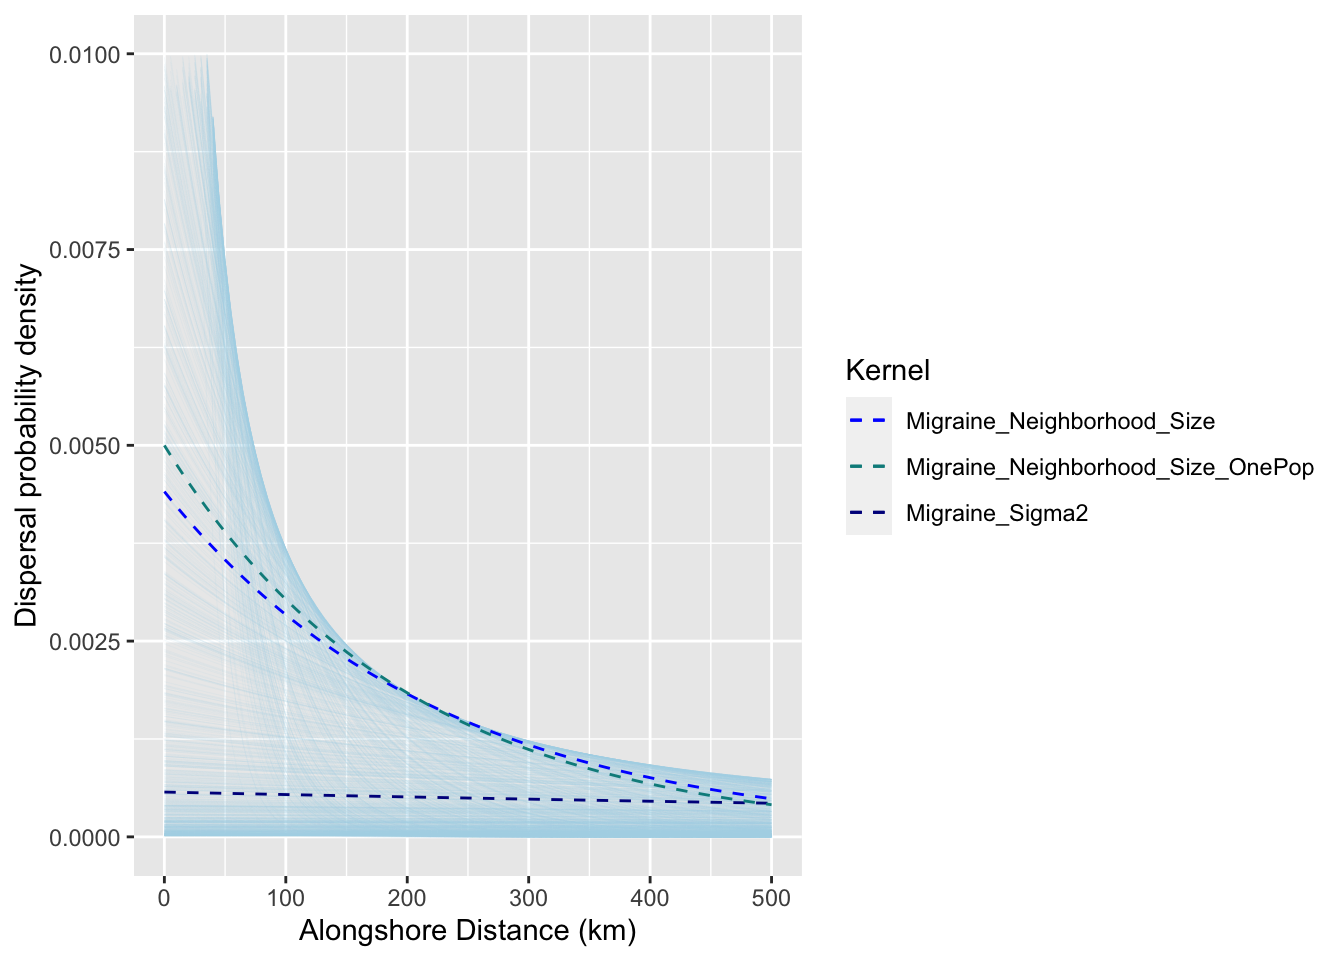 0.0100
0.0075
0.0050
0.0025
0.0000
Dispersal probability density
0 100 200 300 400 500
Alongshore Distance (km)
Kernel
Migraine_Neighborhood_Size
Migraine_Neighborhood_Size_OnePop
Migraine_Sigma2